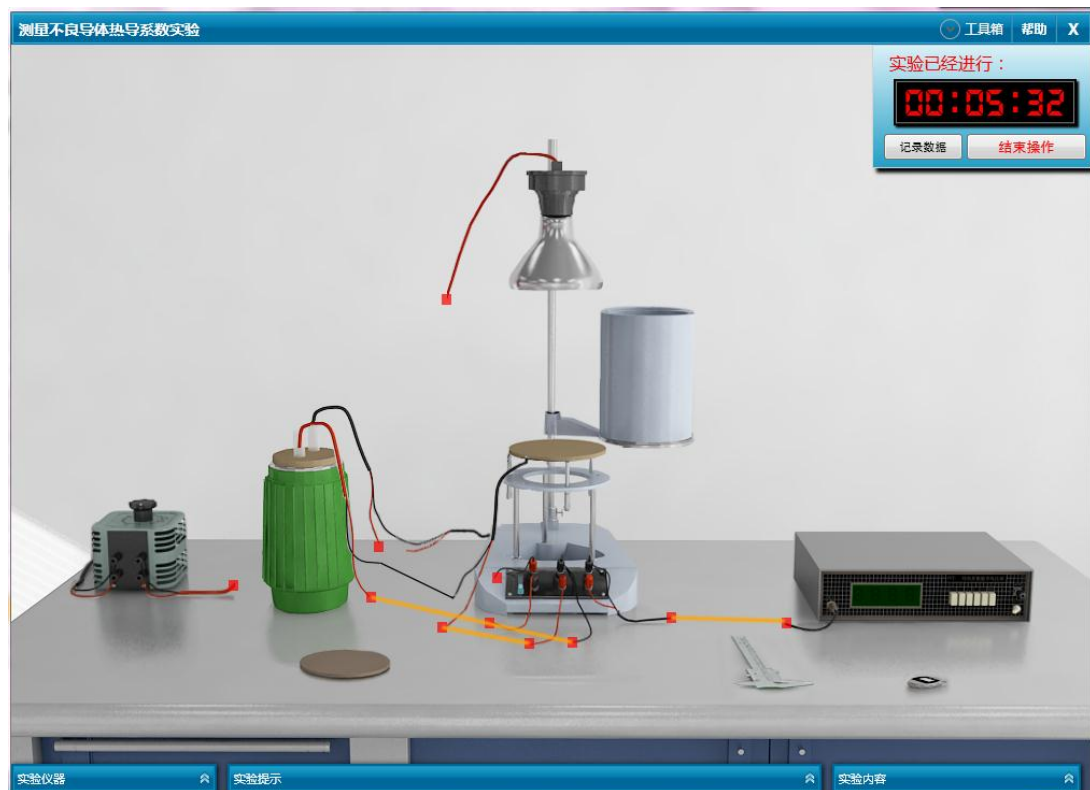 测量不良导体热导系数实验
工具箱 帮助 X
实验已经进行：
00:05:32
记录数据 结束操作
实验仪器 实验提示 实验内容